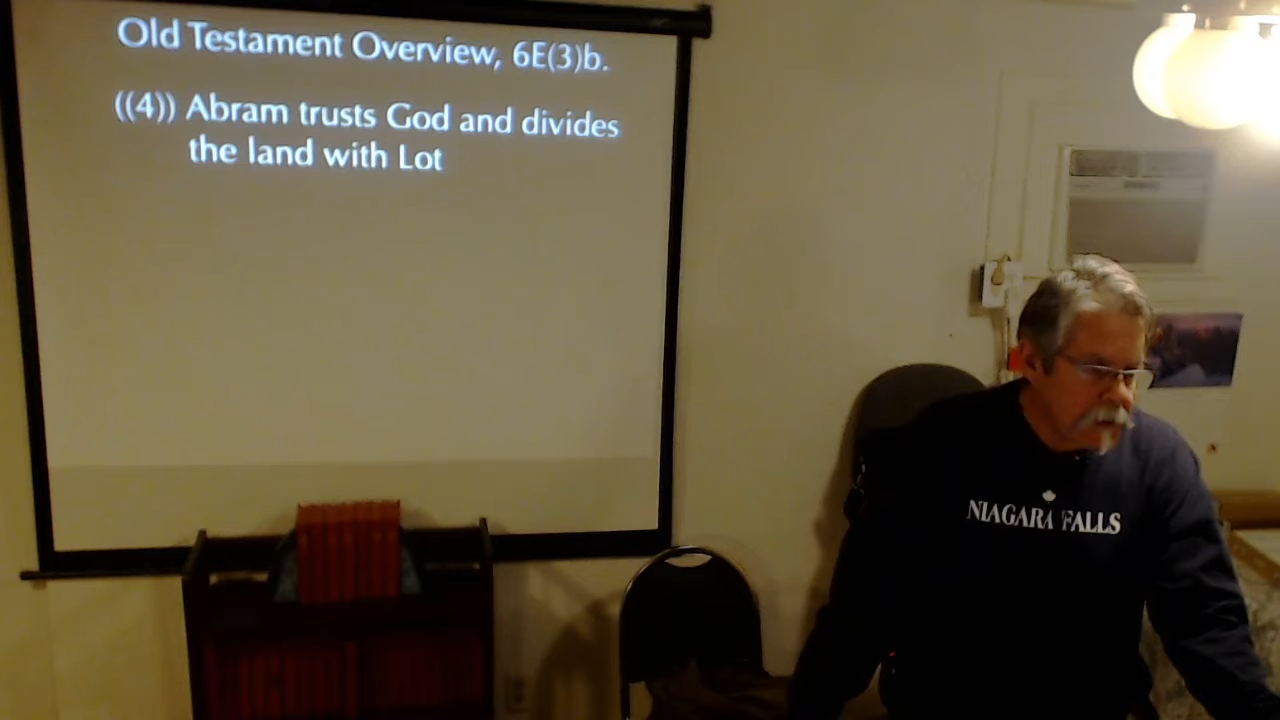 Old Testament Overview, 6E(3)b.
((4)) Abram trusts God and divides
the land with Lot
NIAGARA FALLS